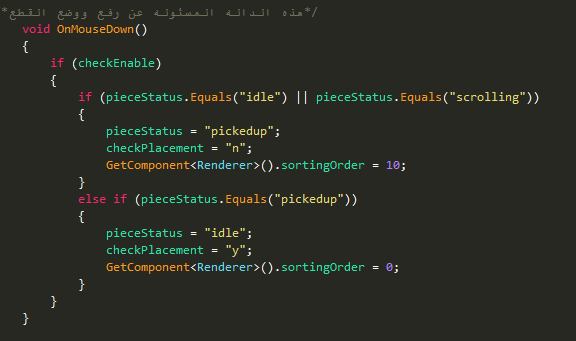 *هذه الدالة المسئولة عن رفع ووضع القطع*/
void OnMouseDown()
{
if (checkEnable)
{
if (pieceStatus.Equals("idle") || pieceStatus.Equals("scrolling"))
{
pieceStatus = "pickedup";
checkPlacement = "n";
GetComponent<Renderer>().sortingOrder = 10;
}
else if (pieceStatus.Equals("pickedup"))
{
pieceStatus = "idle";
checkPlacement = "y";
GetComponent<Renderer>().sortingOrder = 0;
}
}
}